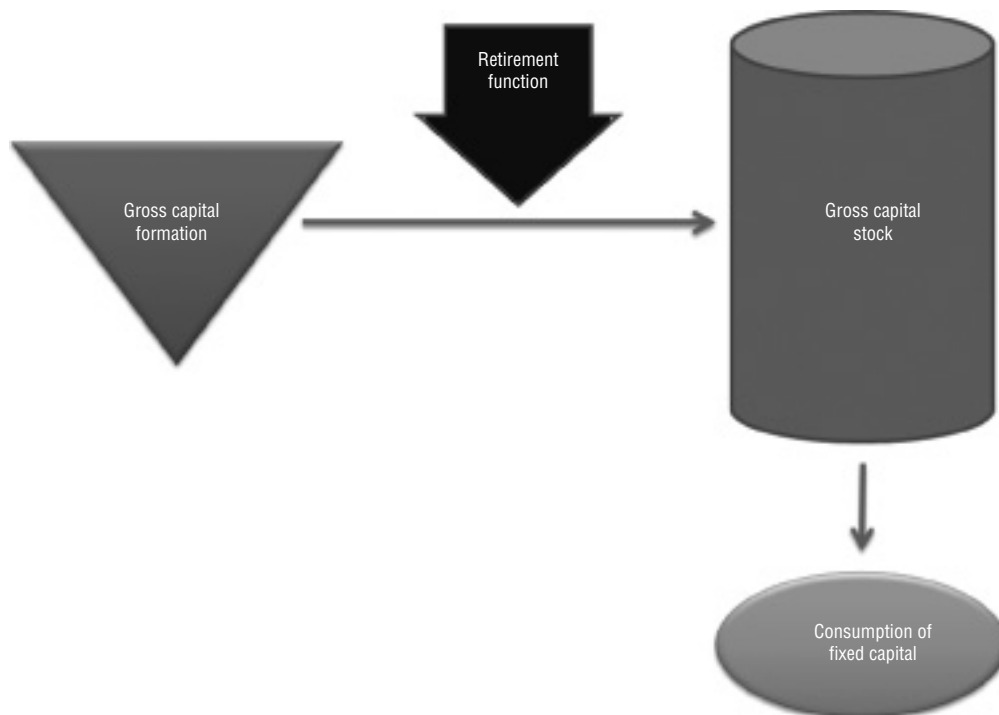 Retirement
function
Gross capital
formation
Gross capital
stock
Consumption of
fixed capital